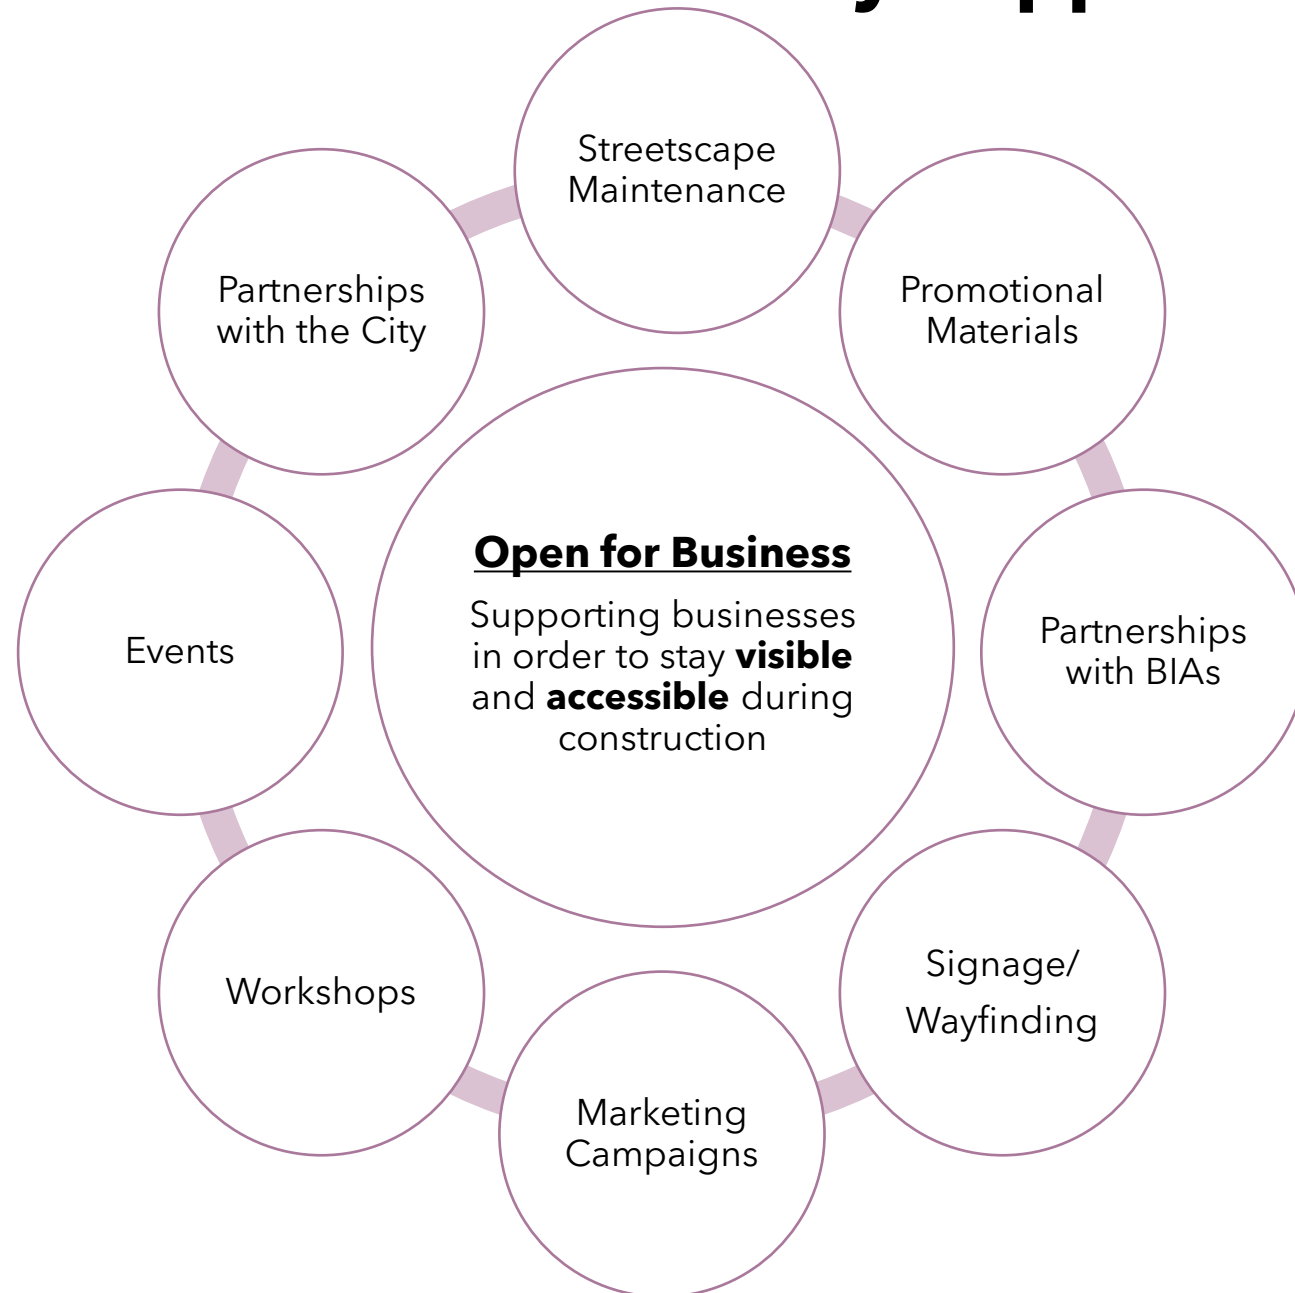 Streetscape
Maintenance
Promotional
Materials
Partnerships
with BIAs
Signage/
Wayfinding
Marketing
Campaigns
Workshops
Events
Partnerships
with the City
Open for Business
Supporting businesses
in order to stay visible
and accessible during
construction